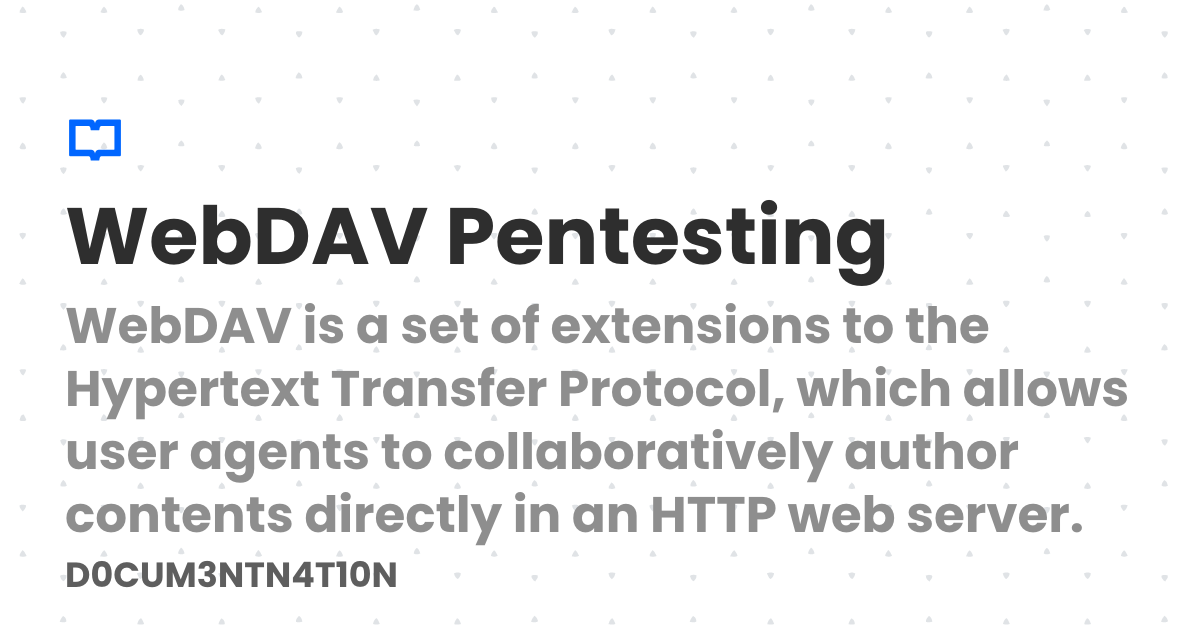 WebDAV Pentesting
WebDAV is a set of extensions to the
Hypertext Transfer Protocol, which allows
user agents to collaboratively author
contents directly in an HTTP web server.
D0CUM3NTN4T10N